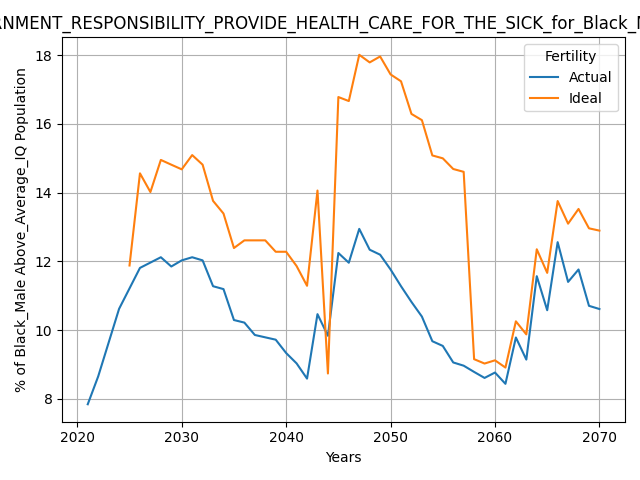 RNMENT_RESPONSIBILITY_PROVIDE_HEALTH_CARE_FOR_THE_SICK_for_Black_
Fertility
Actual
Ideal
% of Black_Male Above_Average_IQ Population
18
16
14
12
10
8
2020 2030 2040 2050 2060 2070
Years